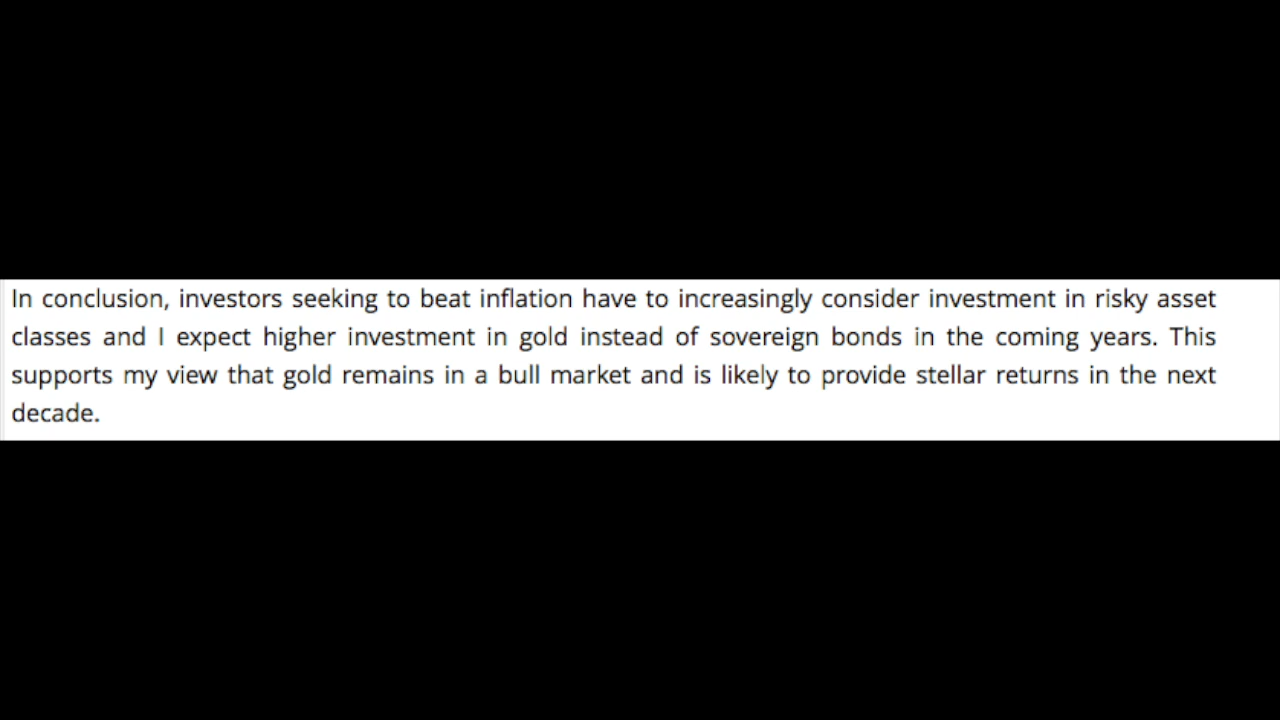 In conclusion, investors seeking to beat inflation have to increasingly consider investment in risky asset
classes and I expect higher investment in gold instead of sovereign bonds in the coming years. This
supports my view that gold remains in a bull market and is likely to provide stellar returns in the next
decade.